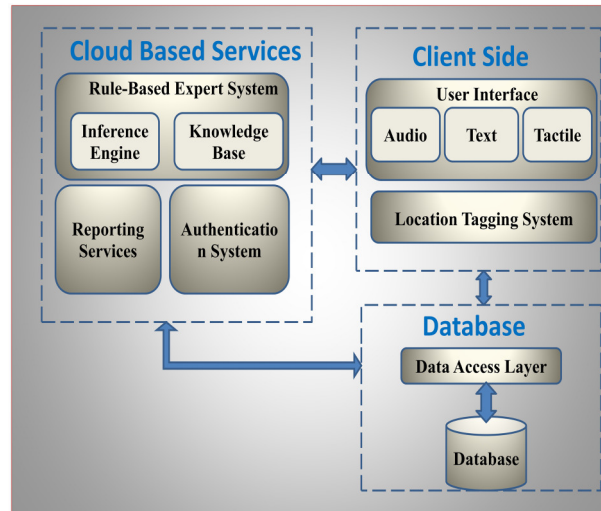 Cloud Based Services
Rule-Based Expert System
Inference
Engine
Knowledge
Base
Reporting
Services
Authenticatio
n System
Client Side
User Interface
Audio
Text
Tactile
Location Tagging System
Database
Data Access Layer
Database